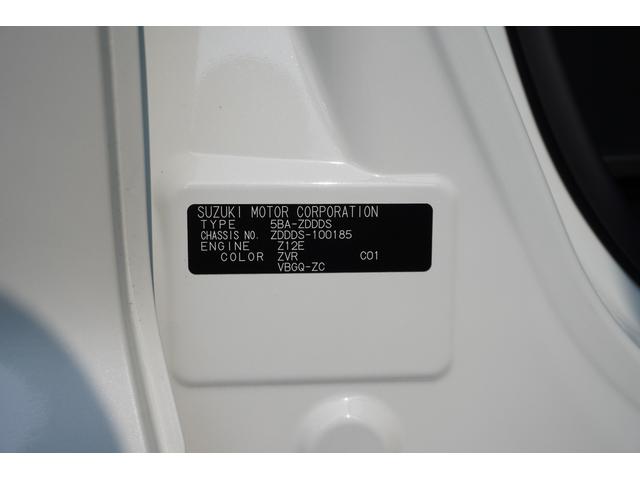 SUZUKI MOTOR CORPORATION
TYPE 5BA-ZDDDS
CHASSIS NO. ZDDDS-100185
ENGINE Z12E
COLOR ZVR C01
VBGQ-ZC